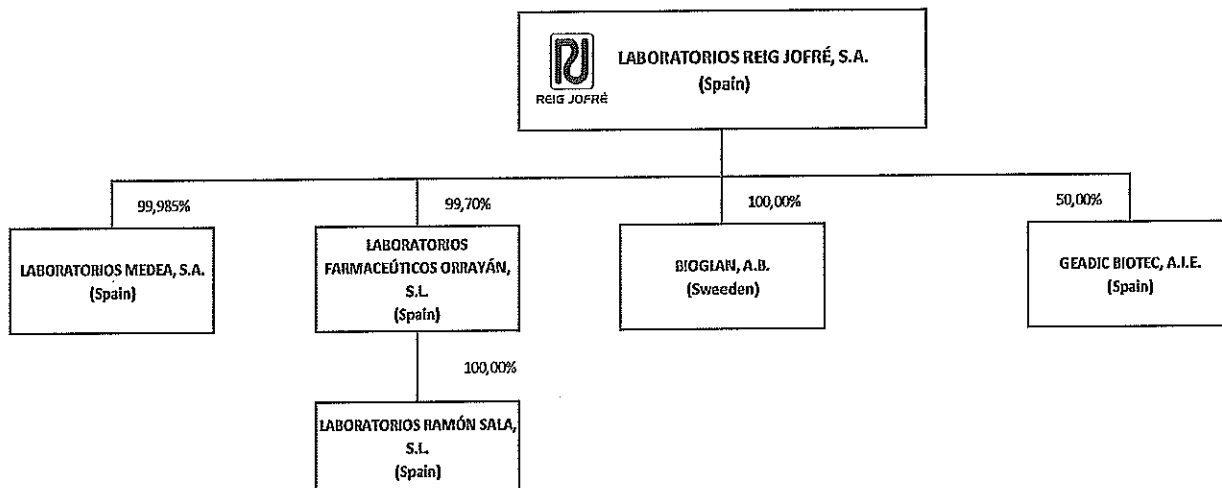 LABORATORIOS REIG JOFRÉ, S.A.
(Spain)
REIG JOFRÉ
99,985%
99,70%
100,00%
50,00%
LABORATORIOS MEDEA, S.A.
(Spain)
LABORATORIOS
FARMACEÚTICOS ORRAYÁN,
S.L.
(Spain)
BIOGLAN, A.B.
(Sweeden)
GEADIC BIOTEC, A.I.E.
(Spain)
100,00%
LABORATORIOS RAMÓN SALA,
S.L.
(Spain)